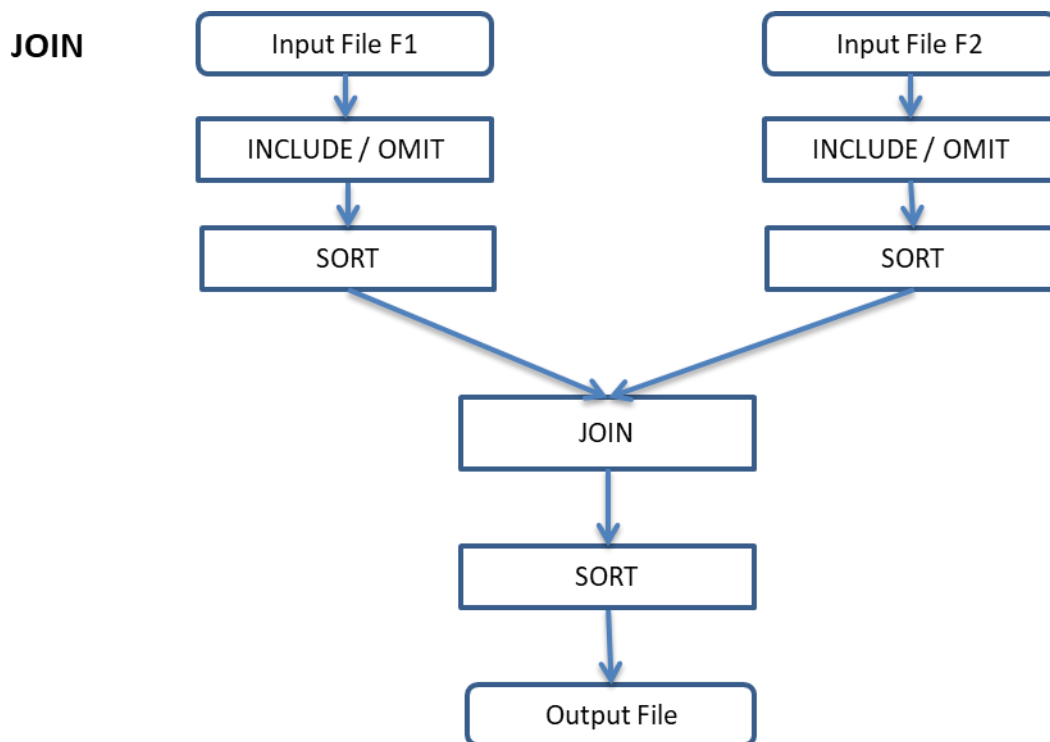 JOIN
Input File F1
Input File F2
INCLUDE / OMIT
INCLUDE / OMIT
SORT
SORT
JOIN
SORT
Output File